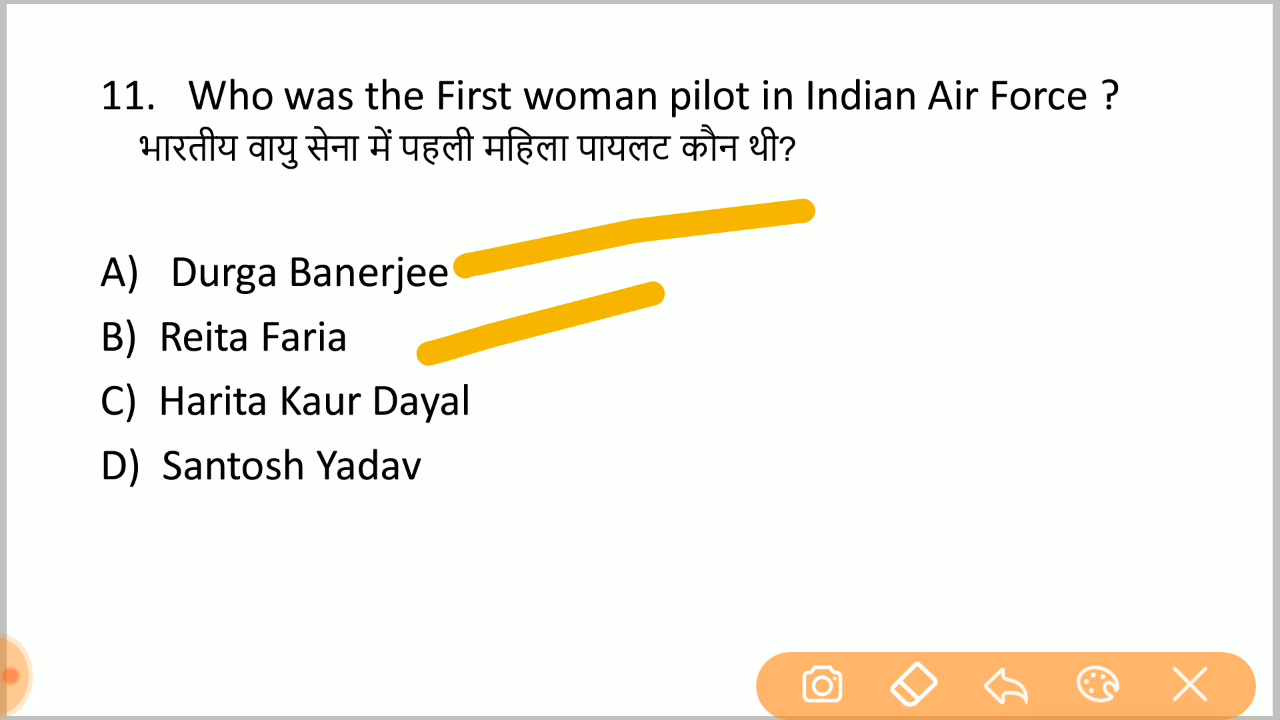 11. Who was the First woman pilot in Indian Air Force ?
भारतीय वायु सेना में पहली महिला पायलट कौन थी?
A) Durga Banerjee
B) Reita Faria
C) Harita Kaur Dayal
D) Santosh Yadav